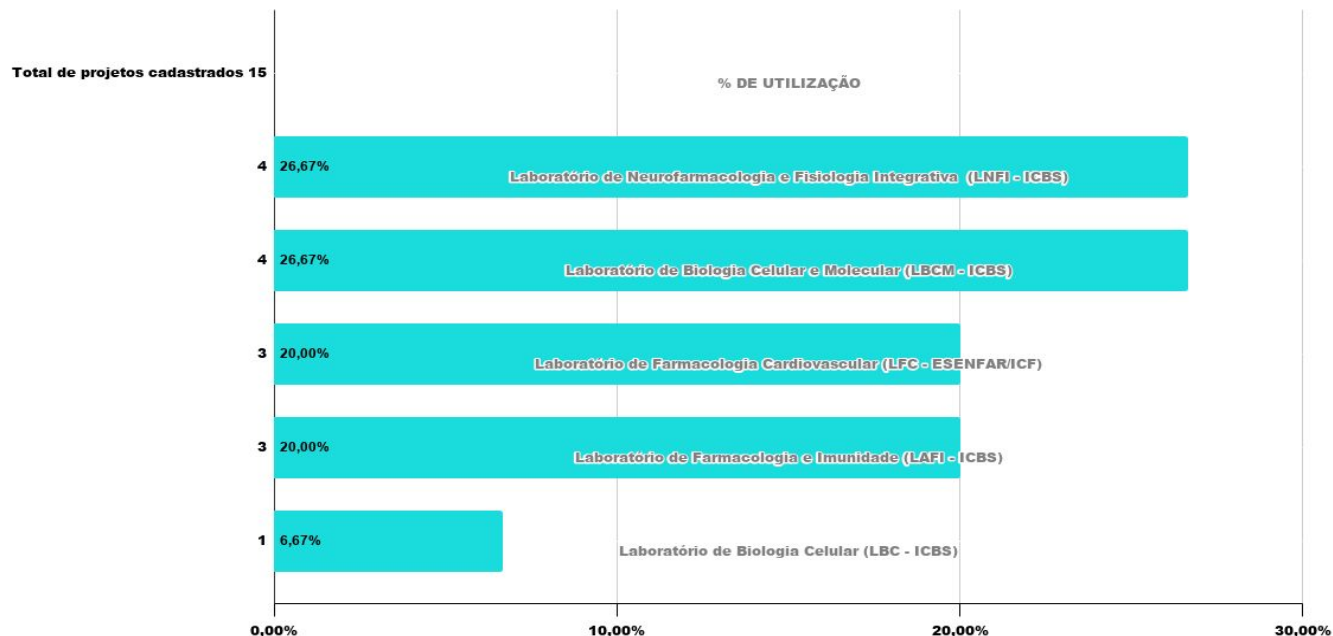 Total de projetos cadastrados 15
% DE UTILIZAÇÃO
4
26,67%
Laboratório de Neurofarmacologia e Fisiologia Integrativa (LNFI - ICBS)
4
26,67%
Laboratório de Biologia Celular e Molecular (LBCM - ICBS)
3
20,00%
Laboratório de Farmacologia Cardiovascular (LFC - ESENFAR/ICF)
3
20,00%
Laboratório de Farmacologia e Imunidade (LAFI - ICBS)
1
6,67%
Laboratório de Biologia Celular (LBC - ICBS)
0,00%
10,00%
20,00%
30,00%